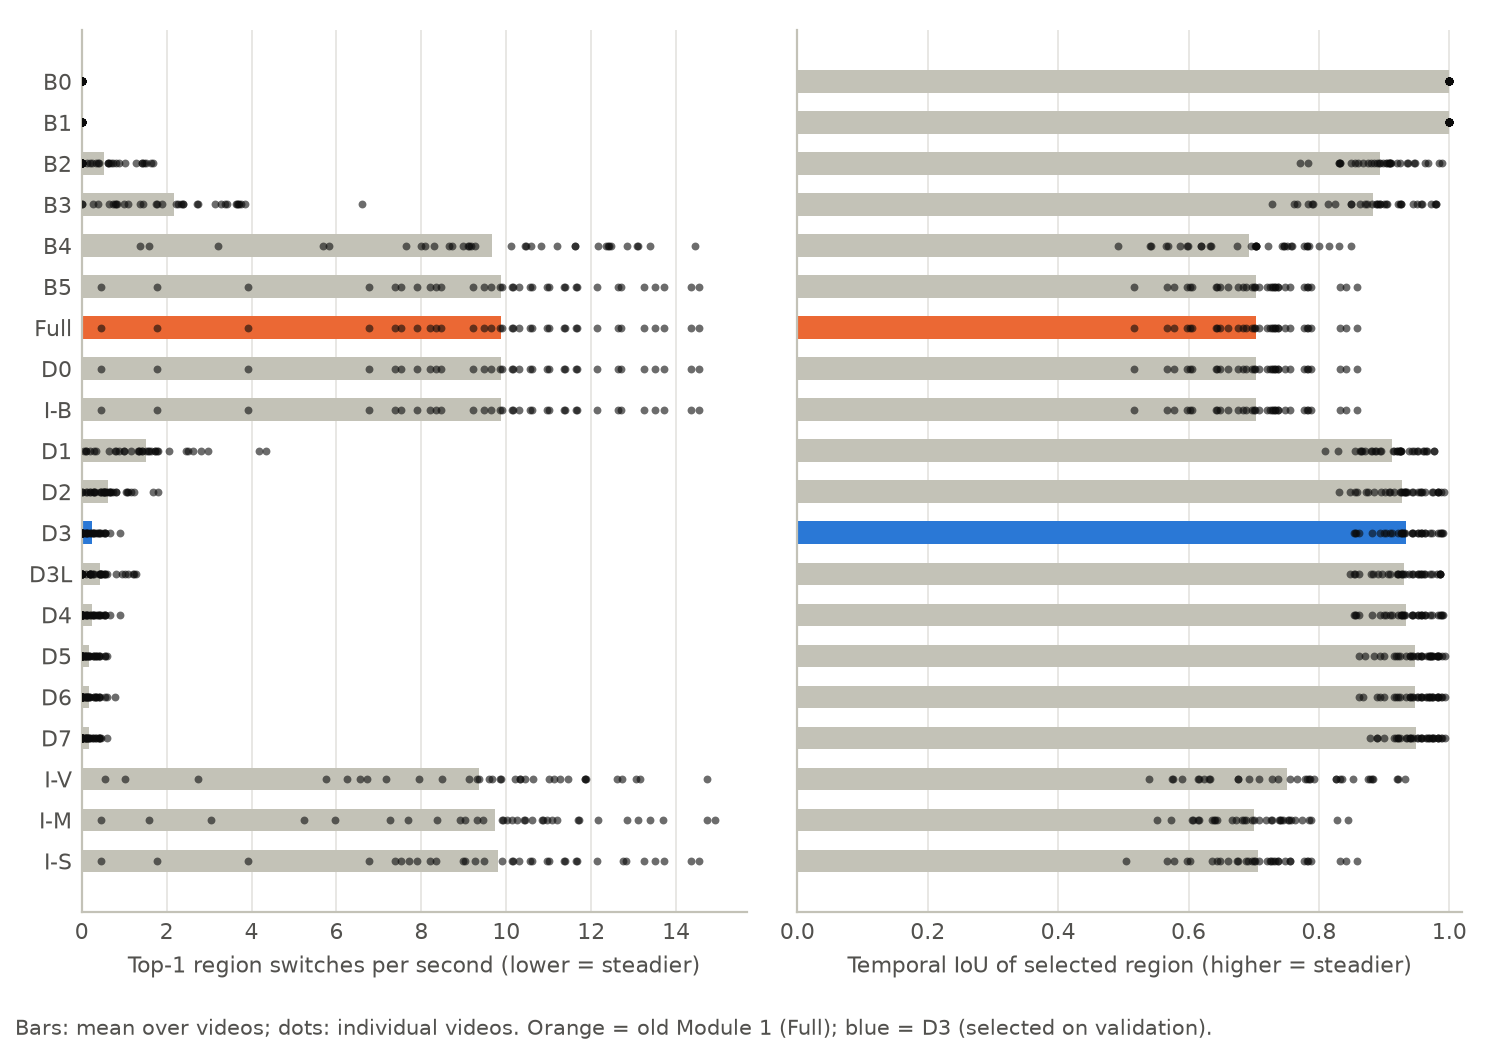 B0
B1
B2
B3
B4
B5
Full
D0
I-B
D1
D2
D3
D3L
D4
D5
D6
D7
I-V
I-M
I-S
0 2 4 6 8 10 12 14
Top-1 region switches per second (lower = steadier)
0.0 0.2 0.4 0.6 0.8 1.0
Temporal IoU of selected region (higher = steadier)
Bars: mean over videos; dots: individual videos. Orange = old Module 1 (Full); blue = D3 (selected on validation).